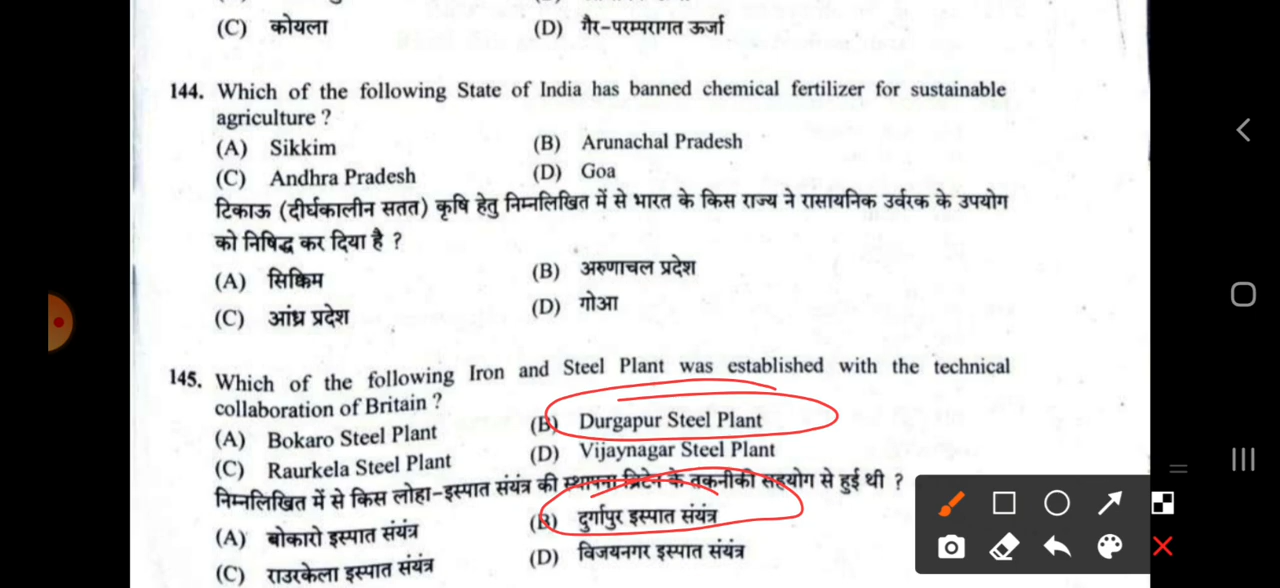 (C) कोयला (D) गैर-परम्परागत ऊर्जा
144. Which of the following State of India has banned chemical fertilizer for sustainable
agriculture ?
(A) Sikkim (B) Arunachal Pradesh
(C) Andhra Pradesh (D) Goa
टिकाऊ (दीर्घकालीन सतत) कृषि हेतु निम्नलिखित में से भारत के किस राज्य ने रासायनिक उर्वरक के उपयोग
को निषिद्ध कर दिया है ?
(A) सिक्किम (B) अरुणाचल प्रदेश
(C) आंध्र प्रदेश (D) गोआ
145. Which of the following Iron and Steel Plant was established with the technical
collaboration of Britain ?
(A) Bokaro Steel Plant (B) Durgapur Steel Plant
(C) Raurkela Steel Plant (D) Vijaynagar Steel Plant
निम्नलिखित में से किस लोहा-इस्पात संयंत्र की स्थापना ब्रिटेन के तकनीकी सहयोग से हुई थी ?
(A) बोकारो इस्पात संयंत्र (B) दुर्गापुर इस्पात संयंत्र
(C) राउरकेला इस्पात संयंत्र (D) विजयनगर इस्पात संयंत्र